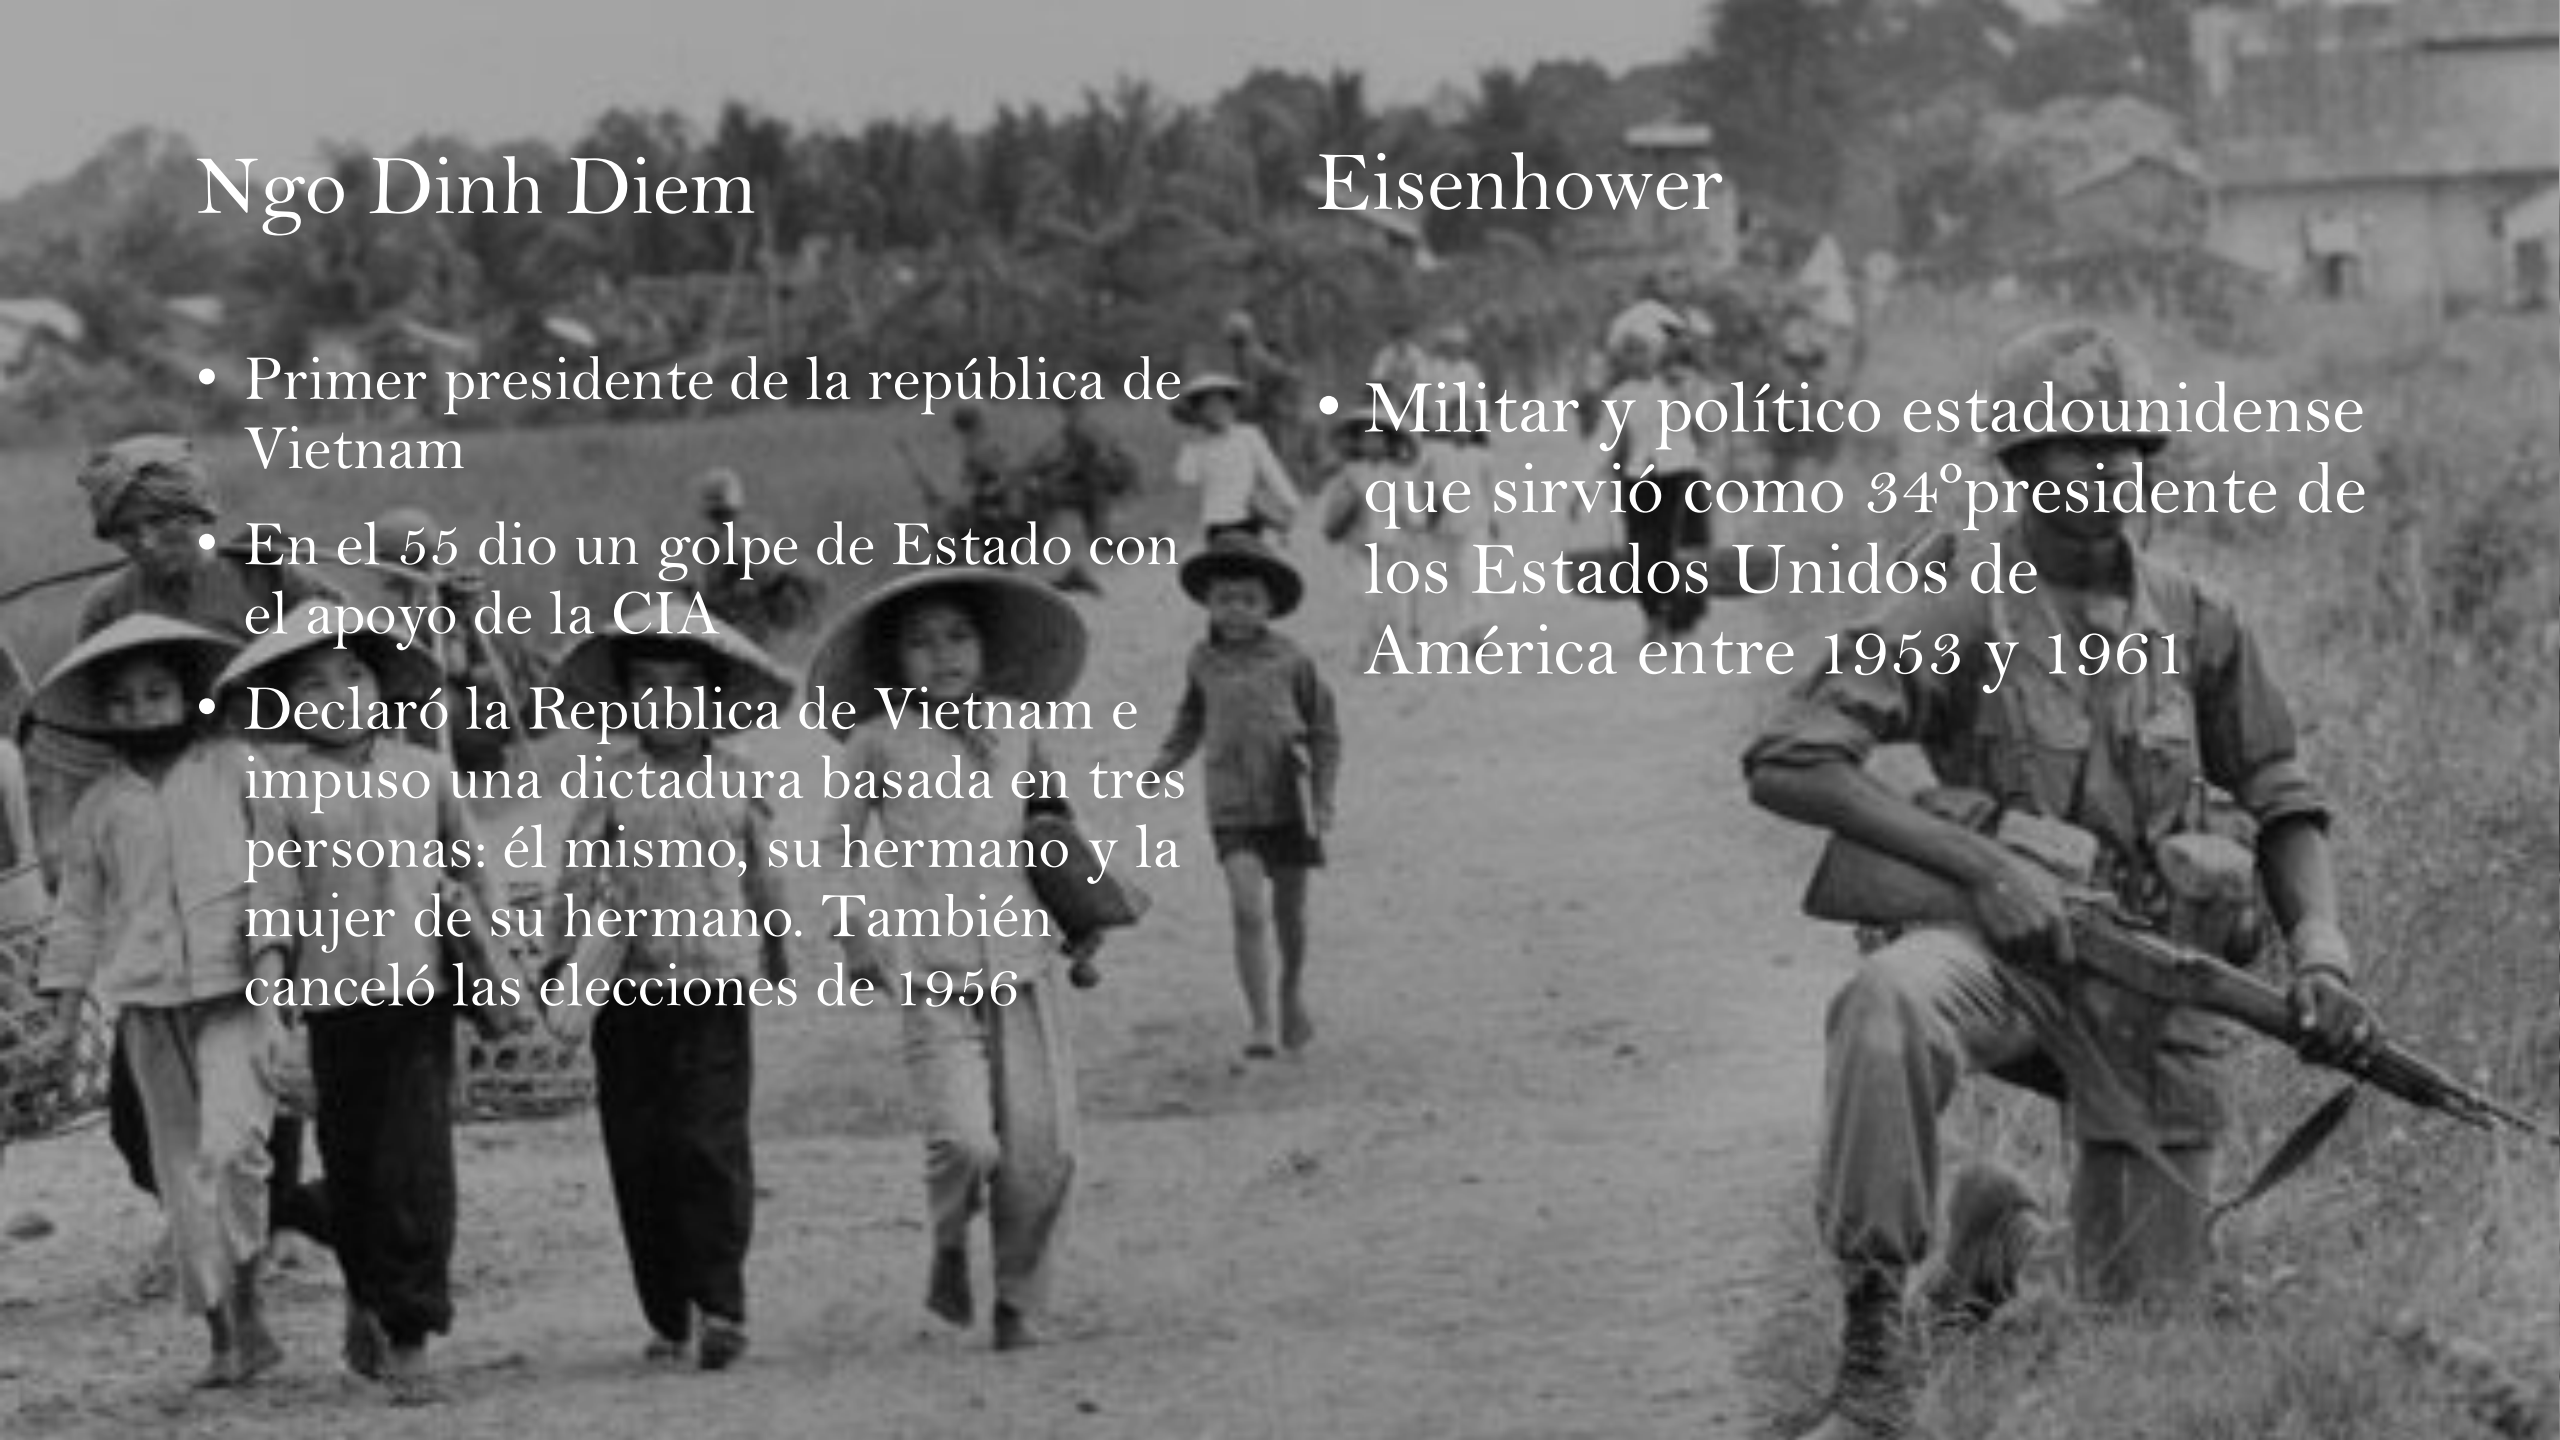 Ngo Dinh Diem
• Primer presidente de la república de
Vietnam
• En el 55 dio un golpe de Estado con
el apoyo de la CIA
• Declaró la República de Vietnam e
impuso una dictadura basada en tres
personas: él mismo, su hermano y la
mujer de su hermano. También
canceló las elecciones de 1956
Eisenhower
• Militar y político estadounidense
que sirvió como 34ºpresidente de
los Estados Unidos de
América entre 1953 y 1961